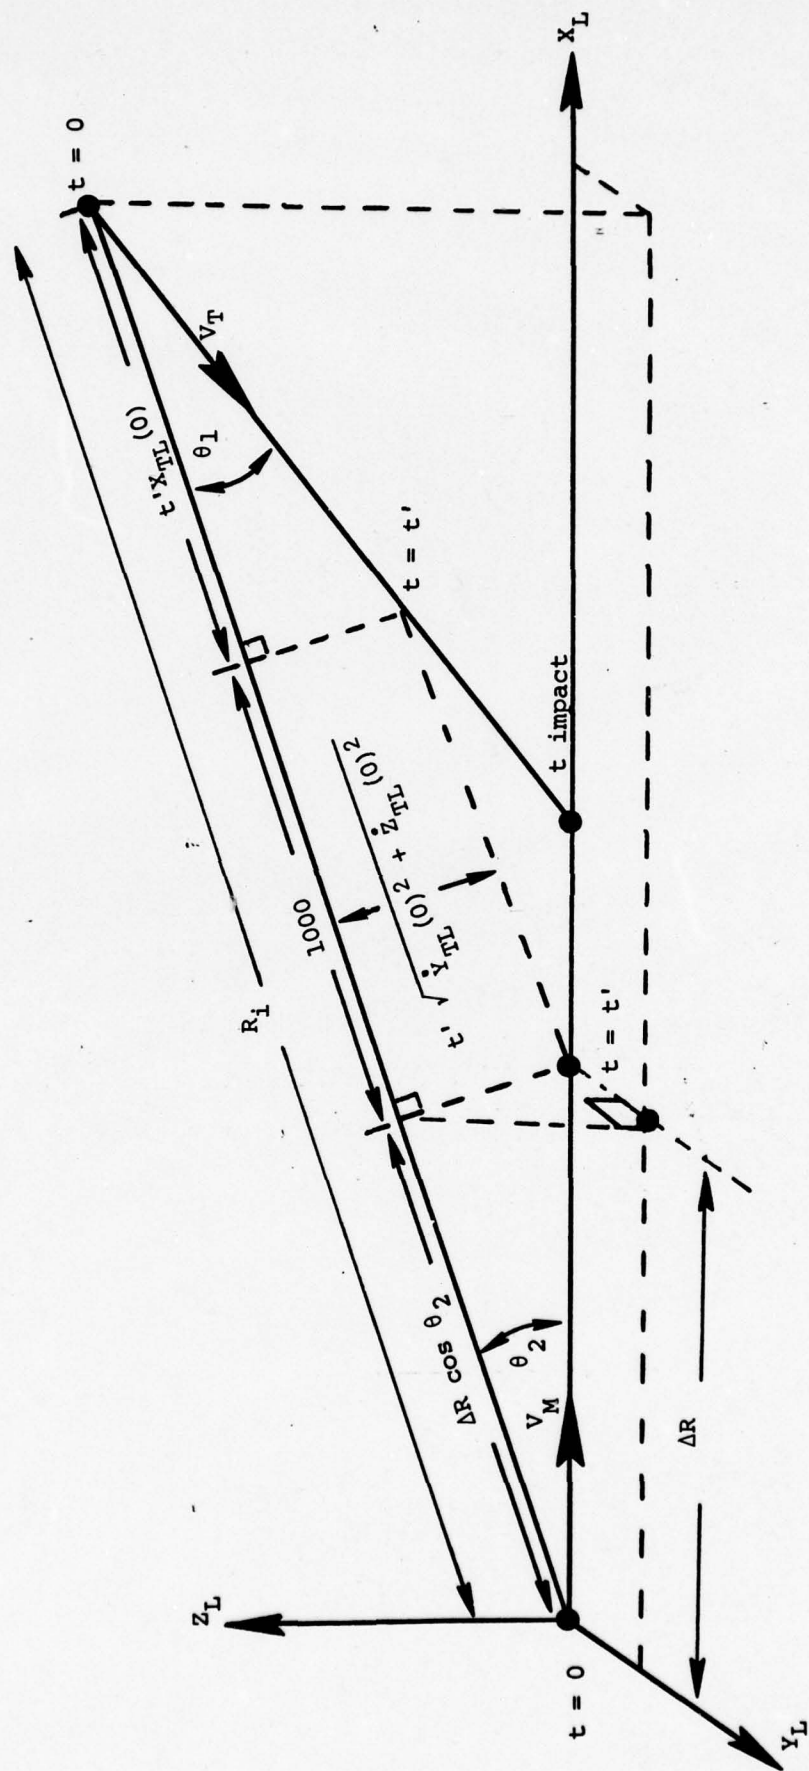 Z_L
t = 0
Y_L
V_M
θ_2
ΔR cos θ_2
ΔR
R_i
1000
t' √ Ẏ_TL(0)^2 + Ż_TL(0)^2
t = t'
t impact
t = t'
t'Ẋ_TL(0)
θ_1
V_T
t = 0
X_L